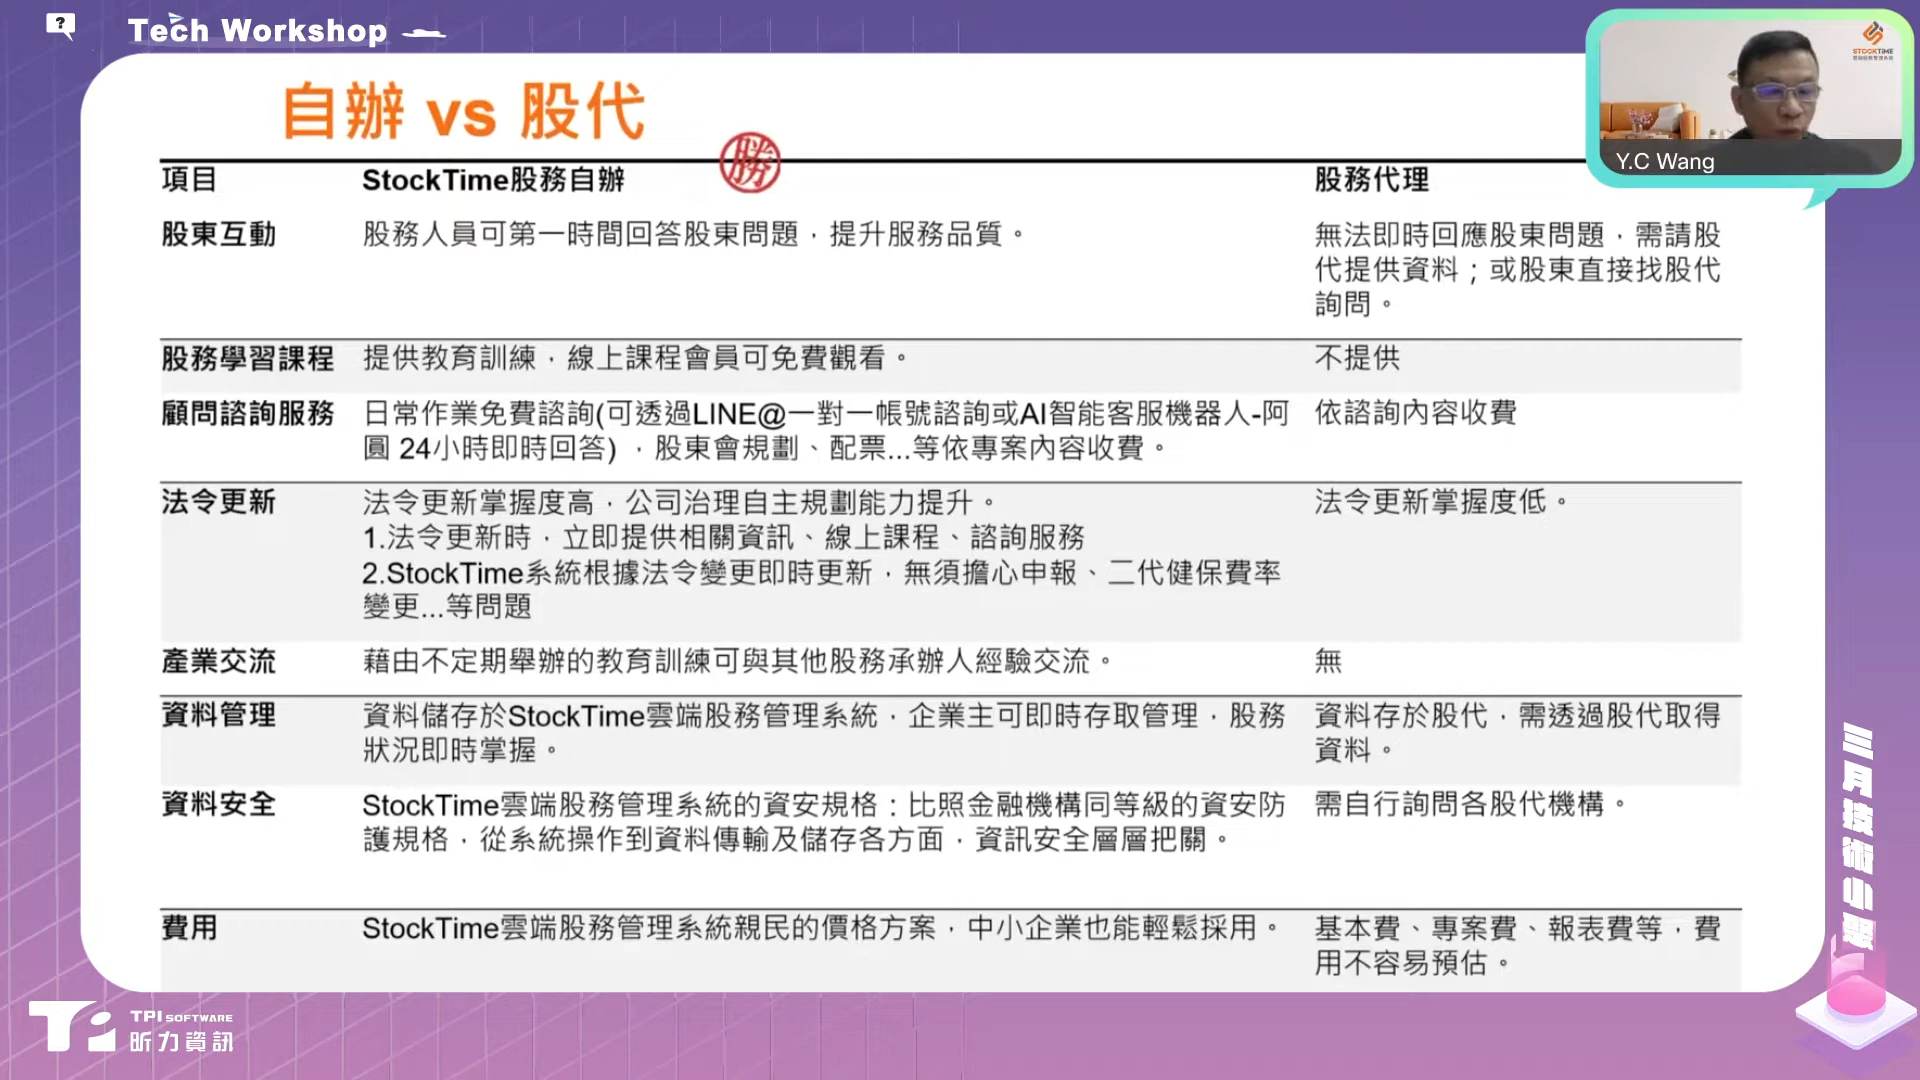 Tech Workshop
自辦 vs 股代
勝
STOCKTiME
Y.C Wang
項目 StockTime股務自辦 股務代理
股東互動 股務人員可第一時間回答股東問題，提升服務品質。 無法即時回應股東問題，需請股
代提供資料；或股東直接找股代
詢問。
股務學習課程 提供教育訓練，線上課程會員可免費觀看。 不提供
顧問諮詢服務 日常作業免費諮詢(可透過LINE@一對一帳號諮詢或AI智能客服機器人-阿 依諮詢內容收費
圓 24小時即時回答) ，股東會規劃、配票...等依專案內容收費。
法令更新 法令更新掌握度高，公司治理自主規劃能力提升。 法令更新掌握度低。
1.法令更新時，立即提供相關資訊、線上課程、諮詢服務
2.StockTime系統根據法令變更即時更新，無須擔心申報、二代健保費率
變更...等問題
產業交流 藉由不定期舉辦的教育訓練可與其他股務承辦人經驗交流。 無
資料管理 資料儲存於StockTime雲端股務管理系統，企業主可即時存取管理，股務 資料存於股代，需透過股代取得
狀況即時掌握。 資料。
資料安全 StockTime雲端股務管理系統的資安規格：比照金融機構同等級的資安防 需自行詢問各股代機構。
護規格，從系統操作到資料傳輸及儲存各方面，資訊安全層層把關。
費用 StockTime雲端股務管理系統親民的價格方案，中小企業也能輕鬆採用。 基本費、專案費、報表費等，費
用不容易預估。
三月技術小聚
TPI SOFTWARE
昕力資訊